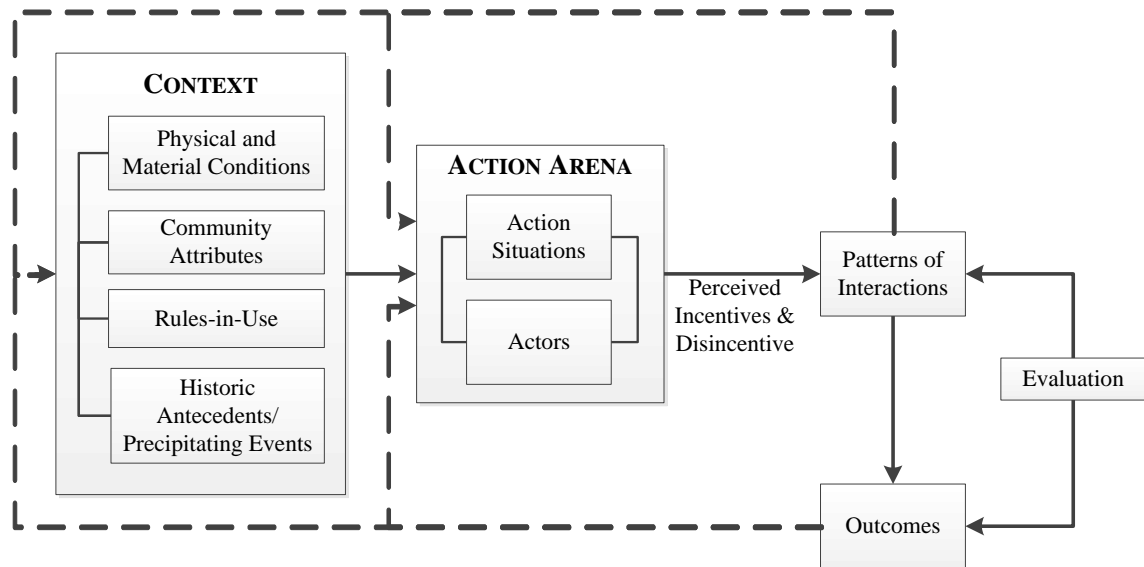 CONTEXT
Physical and
Material Conditions
Community
Attributes
Rules-in-Use
Historic
Antecedents/
Precipitating Events
ACTION ARENA
Action
Situations
Actors
Perceived
Incentives &
Disincentive
Patterns of
Interactions
Evaluation
Outcomes